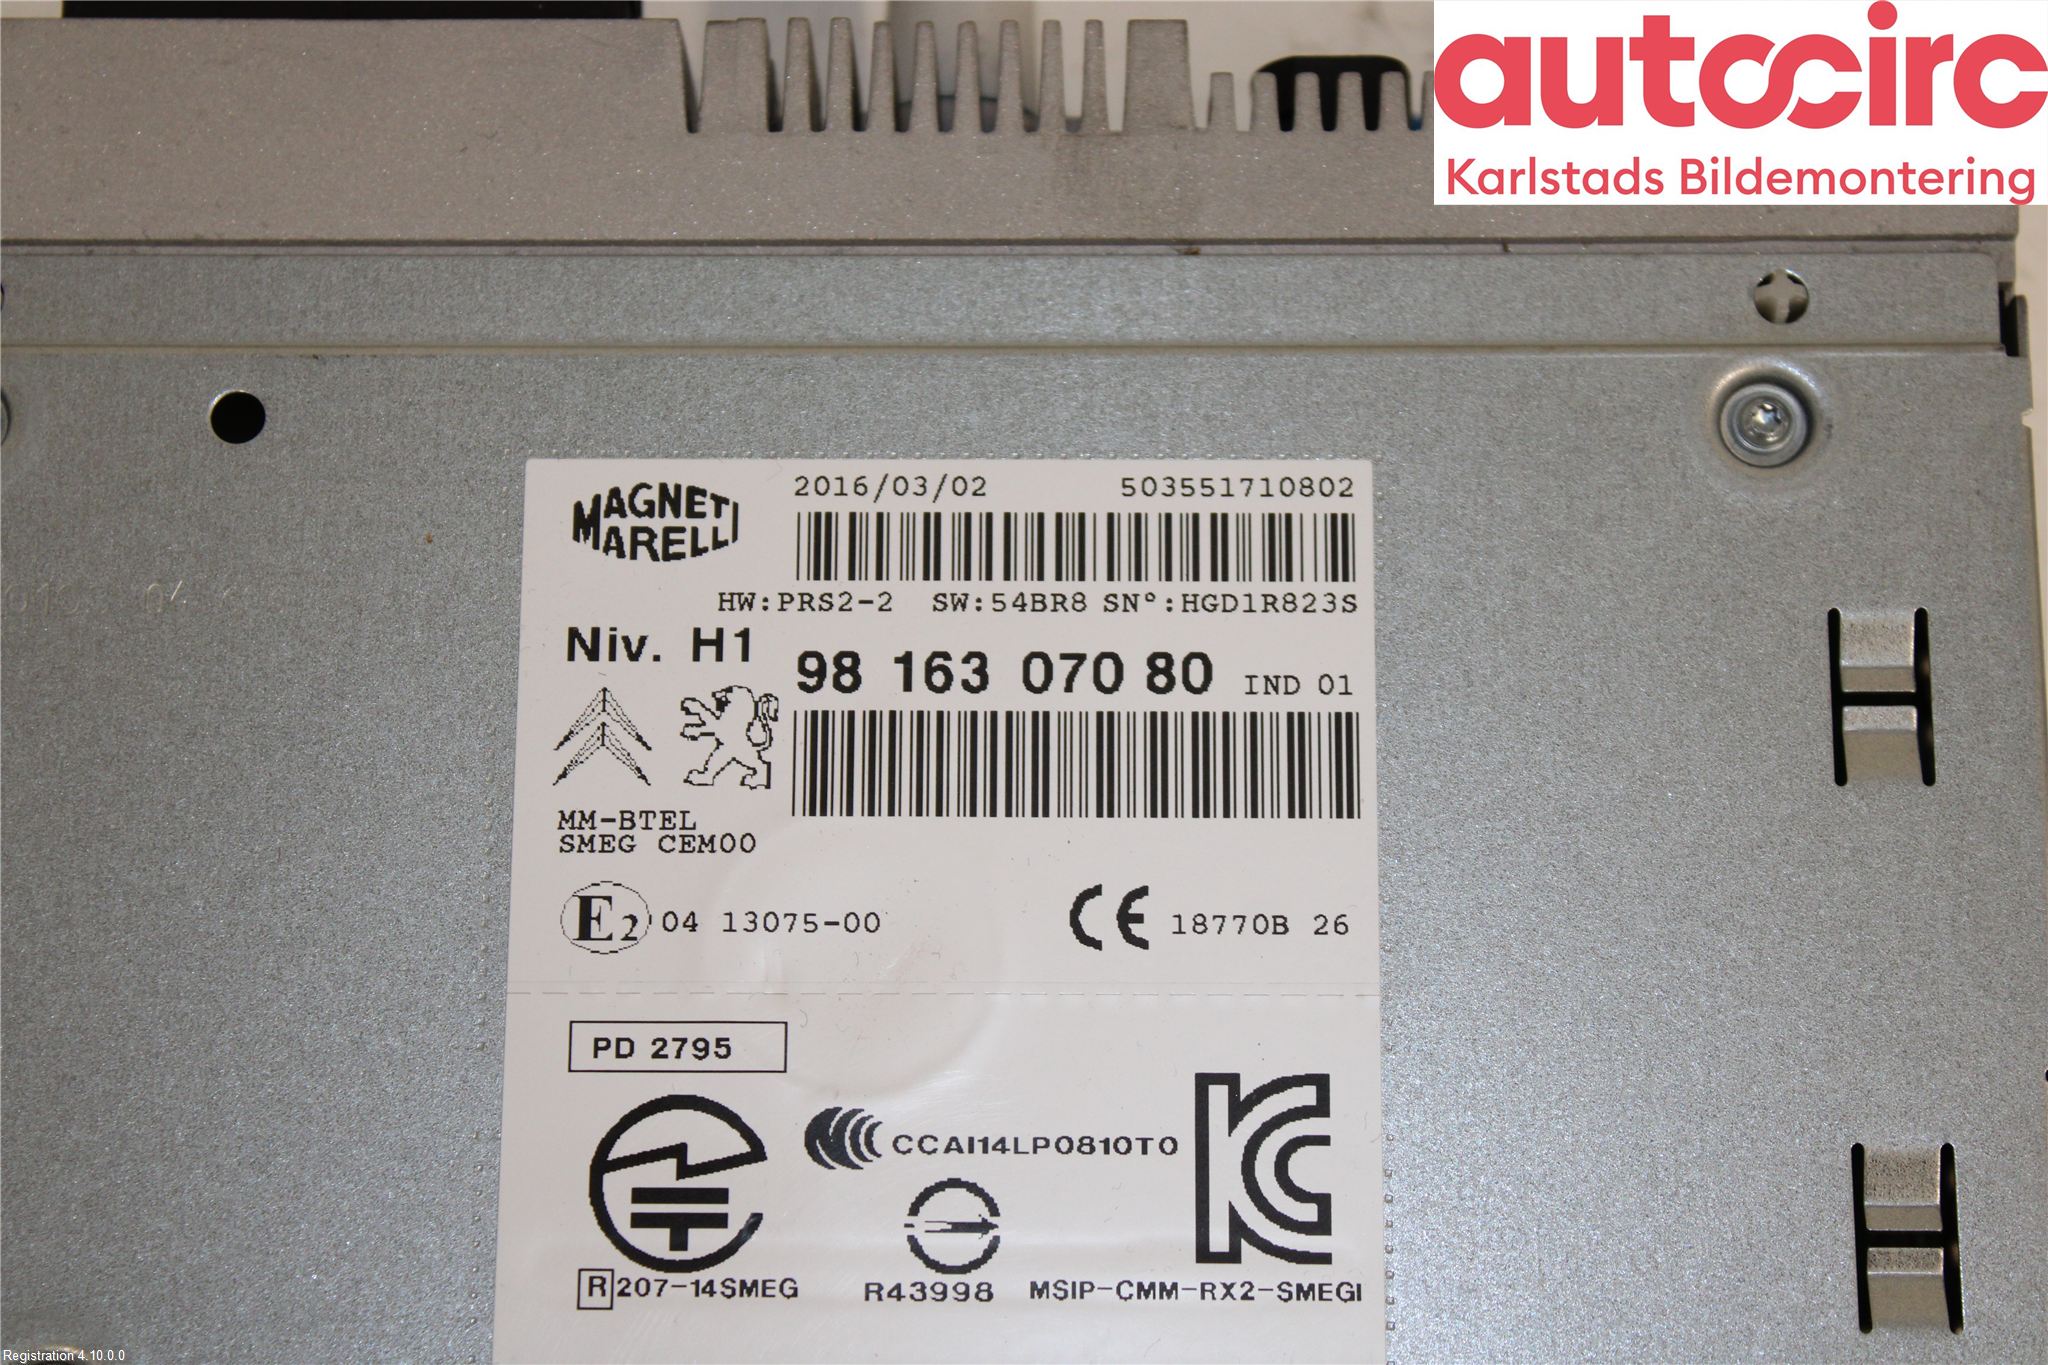 autocirc
Karlstads Bildemontering
MAGNETI
MARELLI
2016/03/02 503551710802
HW:PRS2-2 SW:54BR8 SN°:HGD1R823S
Niv. H1
98 163 070 80 IND 01
MM-BTEL
SMEG CEM00
E2 04 13075-00
CE 18770B 26
PD 2795
CCAI14LP0810T0
R 207-14SMEG
R43998
MSIP-CMM-RX2-SMEGI
Registration 4.10.0.0